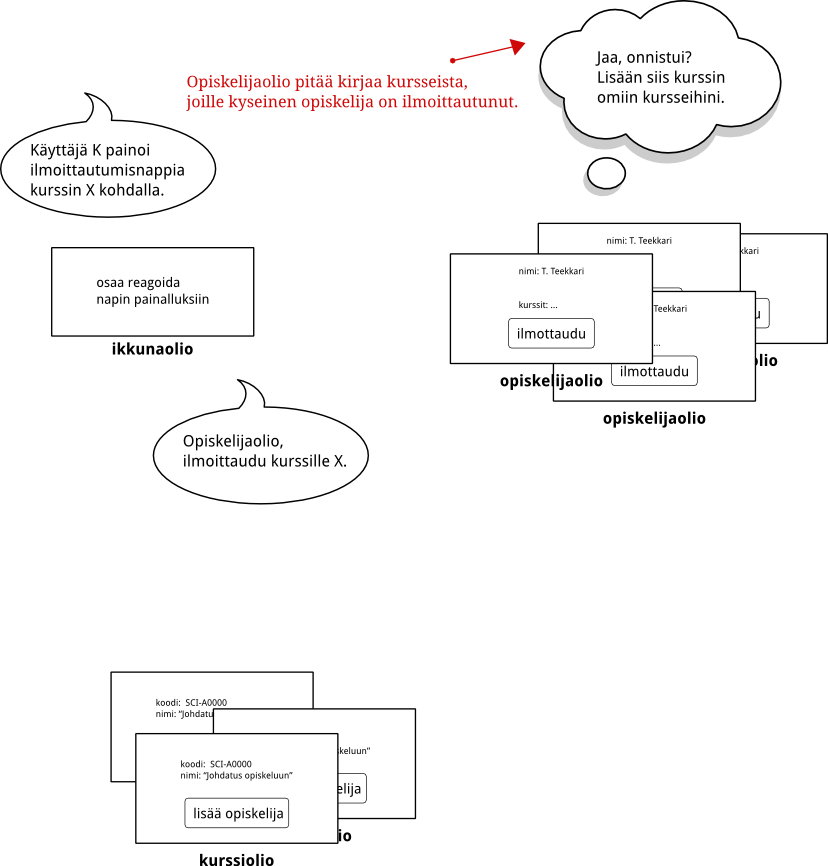 Jaa, onnistui?
Lisään siis kurssin
omiin kursseihini.
Opiskelijaolio pitää kirjaa kursseista,
joille kyseinen opiskelija on ilmoittautunut.
Käyttäjä K painoi
ilmoittautumisnappia
kurssin X kohdalla.
osaa reagoida
napin painalluksiin
ikkunaolio
nimi: T. Teekkari
kkari
nimi: T. Teekkari
kurssit: ...
ilmottaudu
opiskelijaolio
Teekkari
...
ilmottaudu
opiskelijaolio
u
olio
Opiskelijaolio,
ilmoittaudu kurssille X.
koodi: SCI-A0000
nimi: “Johdatu
keluun”
elija
io
koodi: SCI-A0000
nimi: “Johdatus opiskeluun”
lisää opiskelija
kurssiolio